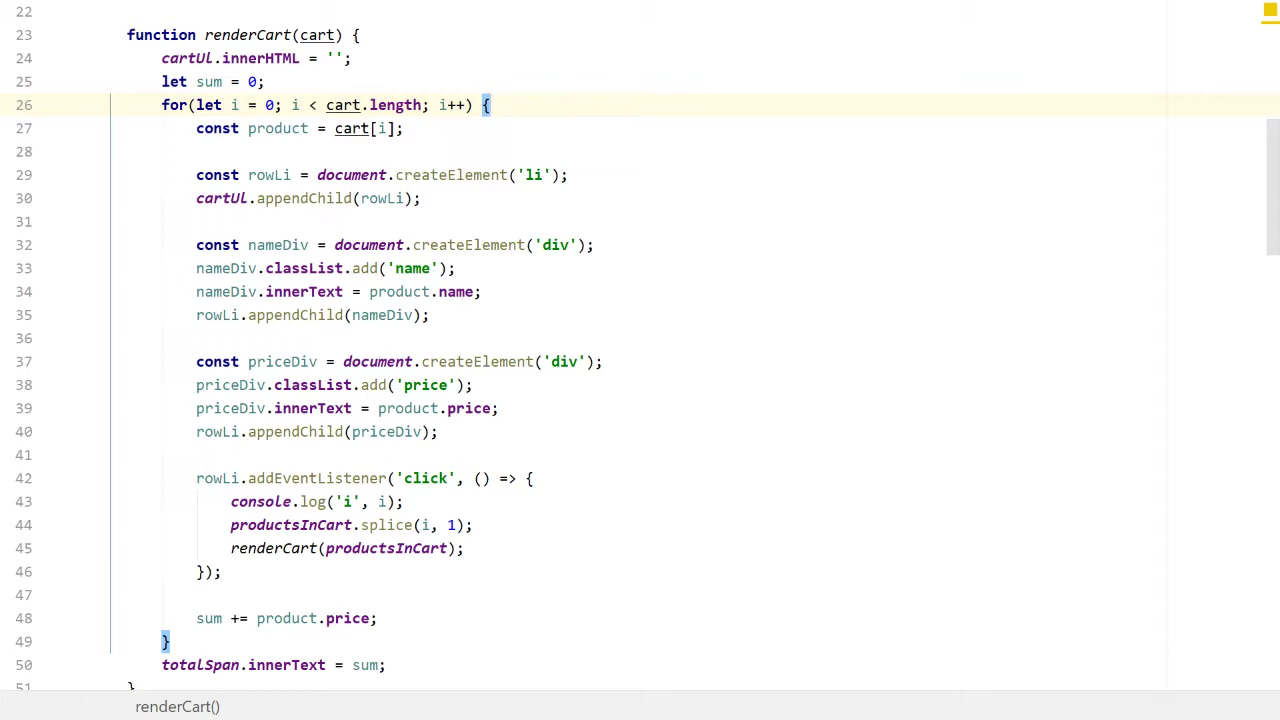 22
23 function renderCart(cart) {
24 cartUl.innerHTML = '';
25 let sum = 0;
26 for(let i = 0; i < cart.length; i++) {
27 const product = cart[i];
28
29 const rowLi = document.createElement('li');
30 cartUl.appendChild(rowLi);
31
32 const nameDiv = document.createElement('div');
33 nameDiv.classList.add('name');
34 nameDiv.innerText = product.name;
35 rowLi.appendChild(nameDiv);
36
37 const priceDiv = document.createElement('div');
38 priceDiv.classList.add('price');
39 priceDiv.innerText = product.price;
40 rowLi.appendChild(priceDiv);
41
42 rowLi.addEventListener('click', () => {
43 console.log('i', i);
44 productsInCart.splice(i, 1);
45 renderCart(productsInCart);
46 });
47
48 sum += product.price;
49 }
50 totalSpan.innerText = sum;
51 }
renderCart()